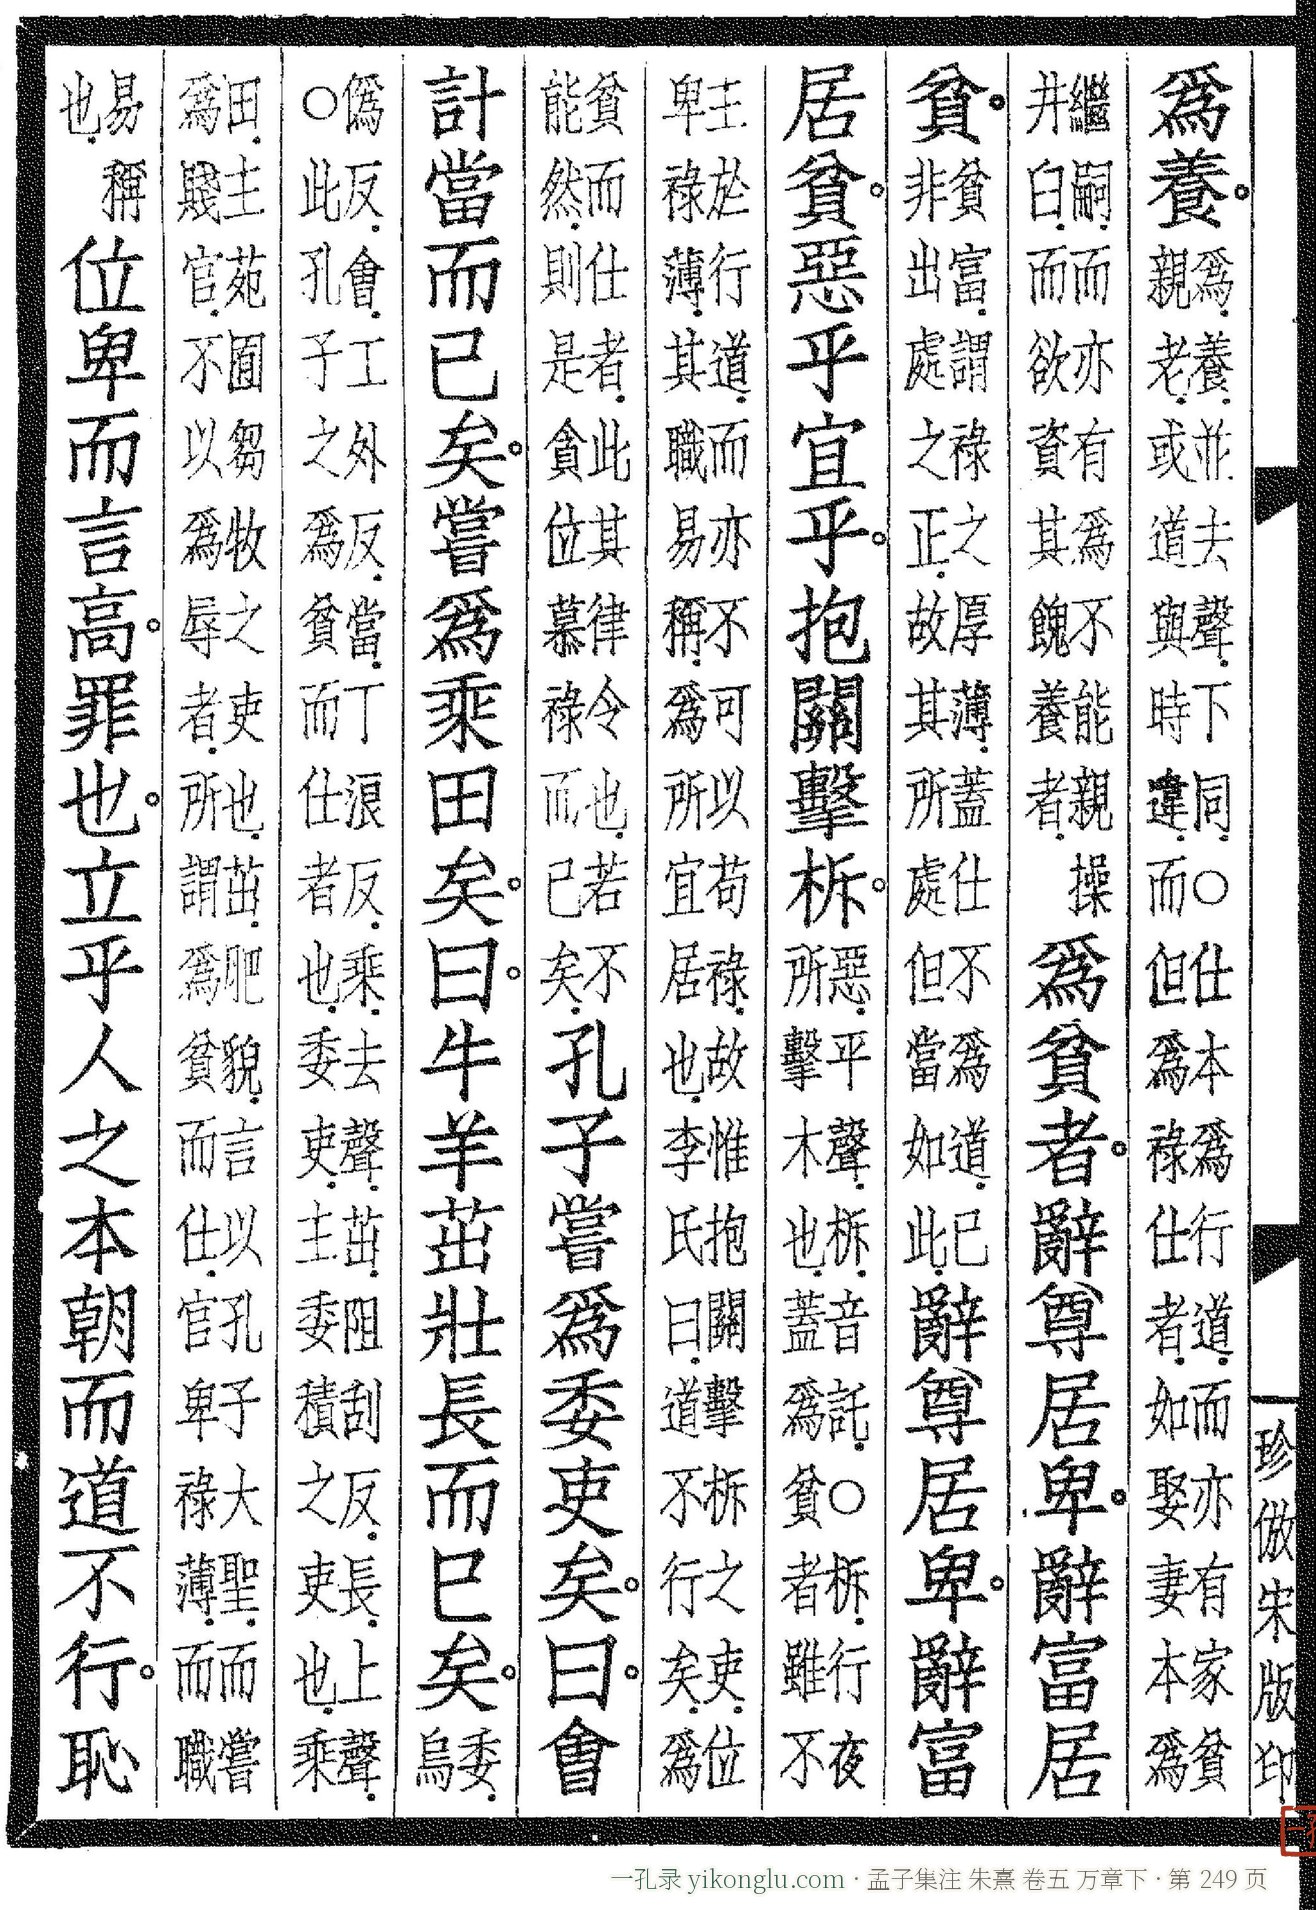 珍倣宋版印
爲養。爲養、並去聲、下同、○仕本爲行道、而亦有家貧
親老、或道與時違、而但爲祿仕者、如娶妻本爲
繼嗣、而亦有爲不能親操
井臼、而欲資其餽養者、爲貧者。辭尊居卑。辭富居
貧。貧富、謂祿之厚薄、蓋仕不爲道、已
非出處之正、故其所處但當如此、辭尊居卑。辭富
居貧。惡乎宜乎。抱關擊柝。惡、平聲、柝、音託、○柝、行夜
所擊木也、蓋爲貧者雖不
主於行道、而亦不可以苟祿、故惟抱關擊柝之吏、位
卑祿薄、其職易稱、爲所宜居也、李氏曰、道不行矣、爲
貧而仕者、此其律令也、若不
能然、則是貪位慕祿而已矣、孔子嘗爲委吏矣。曰。會
計當而已矣。嘗爲乘田矣。曰。牛羊茁壯長而已矣。委、
烏
偽反、會、工外反、當、丁浪反、乘、去聲、茁、阻刮反、長、上聲、
○此孔子之爲貧而仕者也、委吏、主委積之吏也、乘
田、主苑囿芻牧之吏也、茁、肥貌、言以孔子大聖、而嘗
爲賤官、不以爲辱者、所謂爲貧而仕、官卑祿薄、而職
易稱
也、位卑而言高。罪也。立乎人之本朝而道不行。恥
一孔录 yikonglu.com · 孟子集注 朱熹 卷五 万章下 · 第 249 页